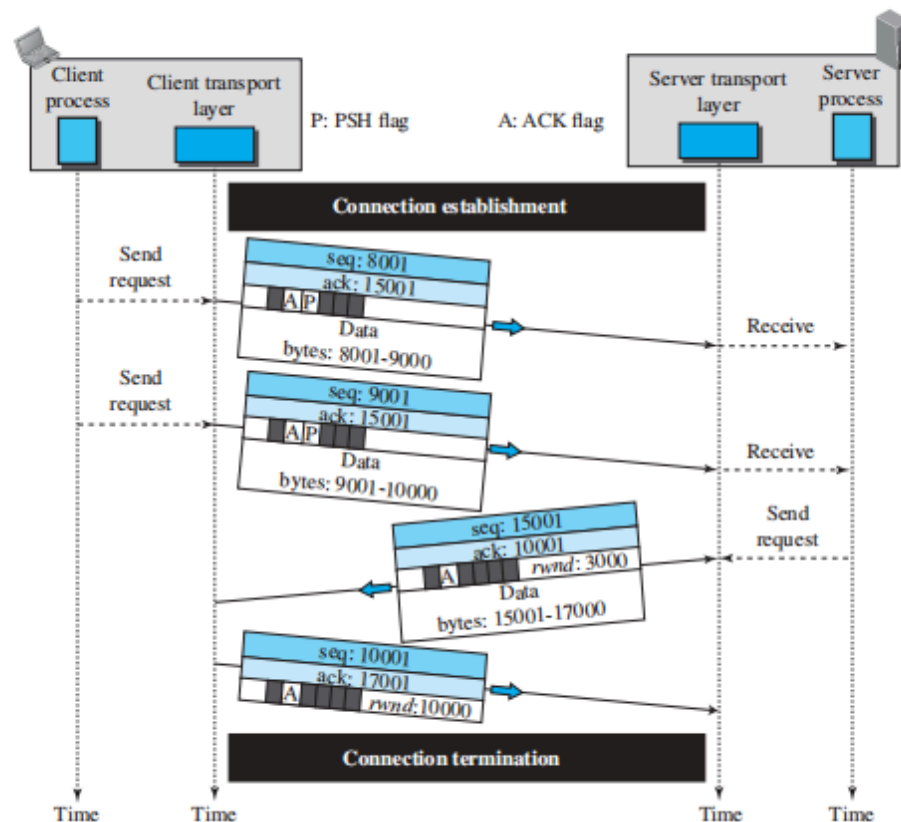 Client process
Client transport layer
P: PSH flag
A: ACK flag
Server transport layer
Server process
Connection establishment
Send request
seq: 8001
ack: 15001
A P
Data
bytes: 8001-9000
Receive
Send request
seq: 9001
ack: 15001
A P
Data
bytes: 9001-10000
Receive
Send request
seq: 15001
ack: 10001
A rwnd: 3000
Data
bytes: 15001-17000
seq: 10001
ack: 17001
A rwnd:10000
Connection termination
Time
Time
Time
Time